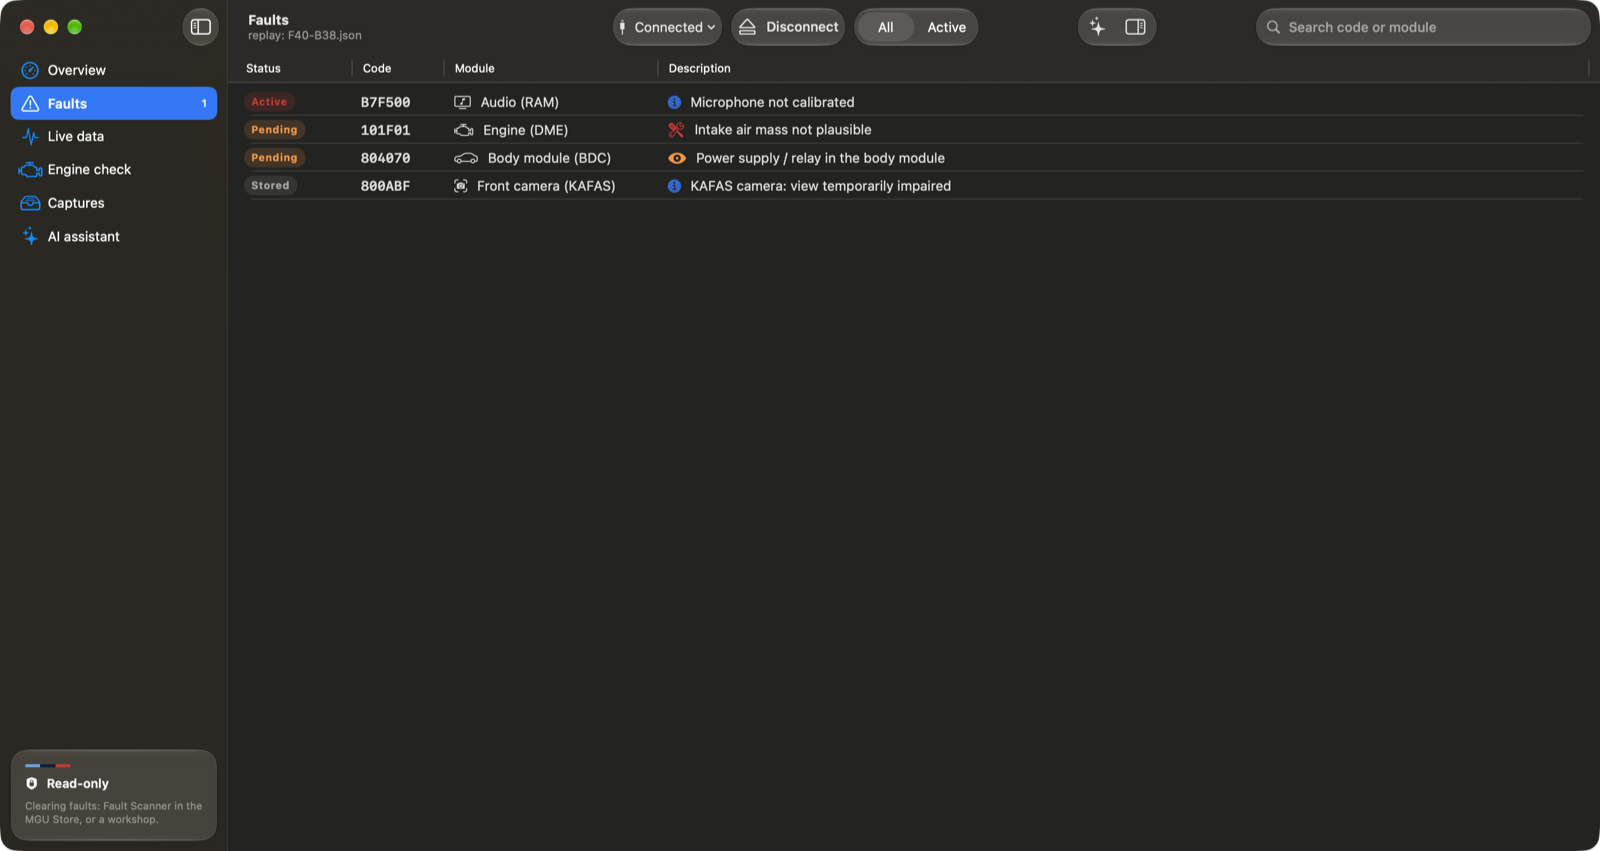 Faults
replay: F40-B38.json
Connected
Disconnect
All
Active
Search code or module
Overview
Faults 1
Live data
Engine check
Captures
AI assistant
Status Code Module Description
Active B7F500 Audio (RAM) Microphone not calibrated
Pending 101F01 Engine (DME) Intake air mass not plausible
Pending 804070 Body module (BDC) Power supply / relay in the body module
Stored 800ABF Front camera (KAFAS) KAFAS camera: view temporarily impaired
Read-only
Clearing faults: Fault Scanner in the
MGU Store, or a workshop.